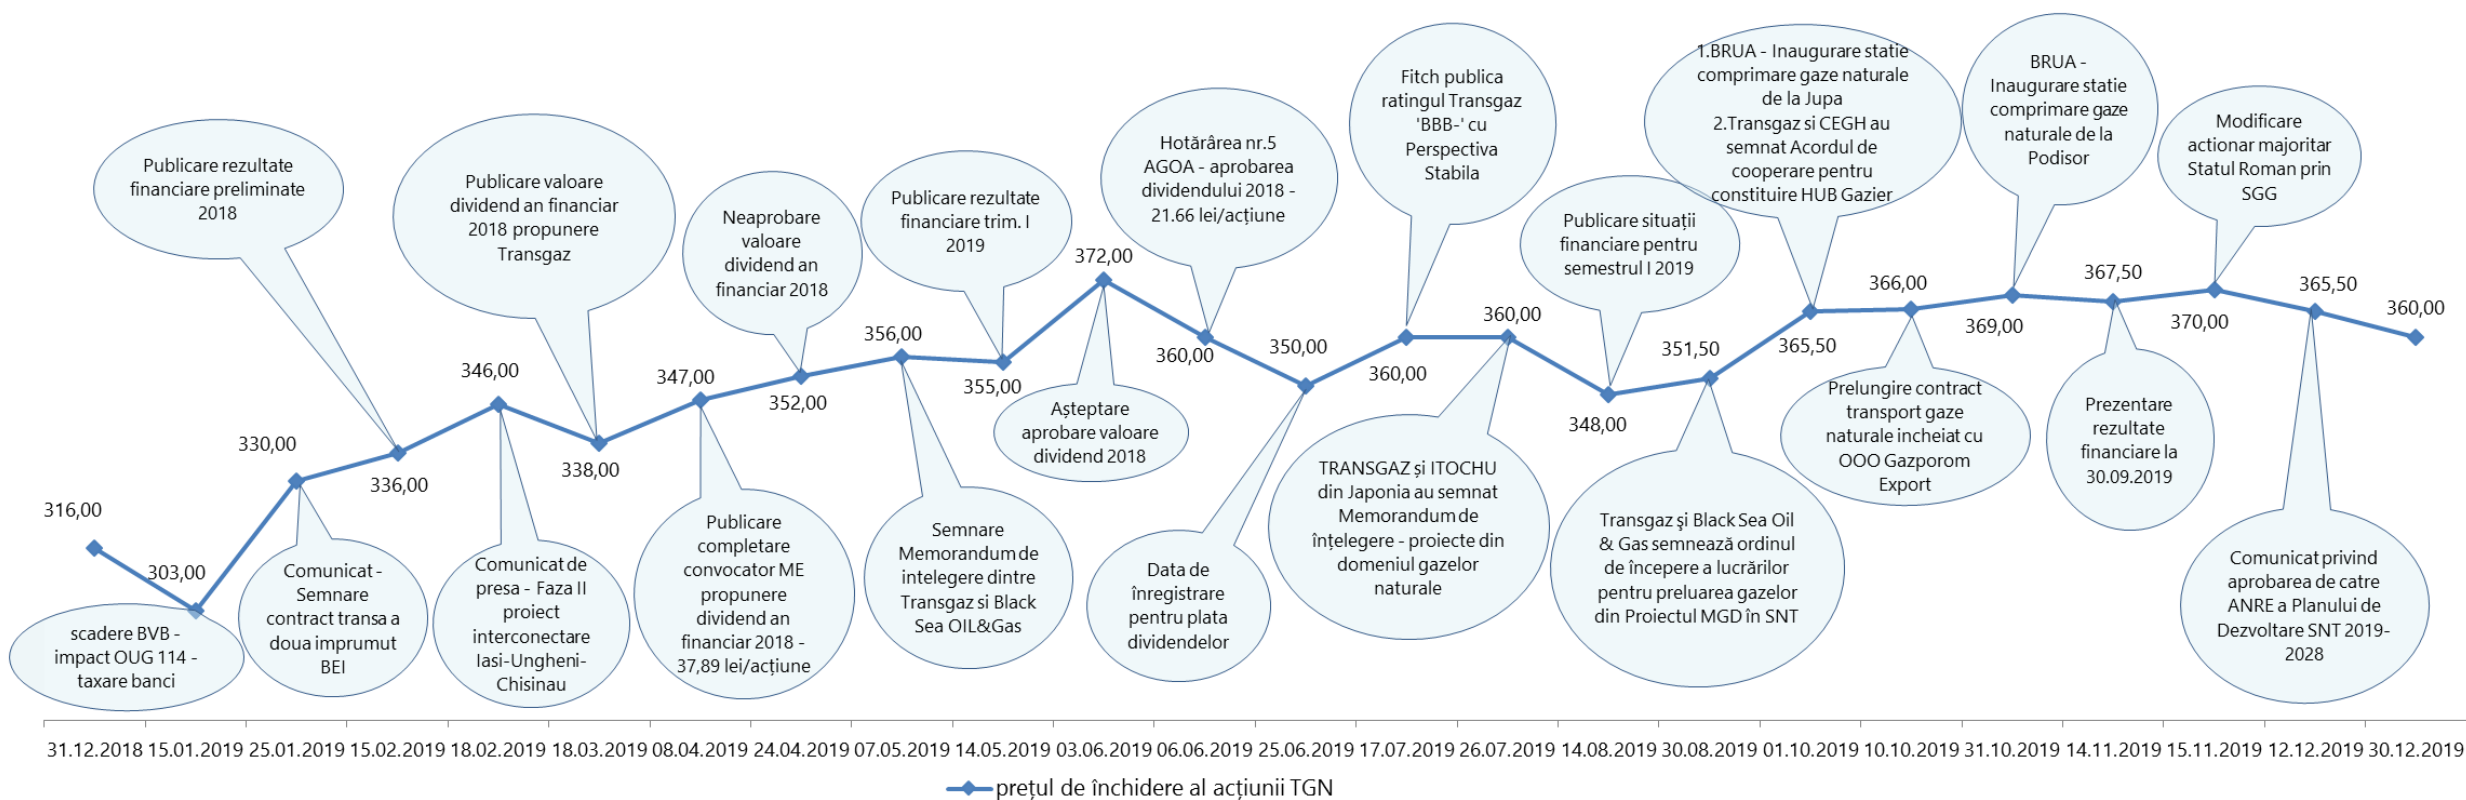 Publicare rezultate
financiare preliminate
2018
Publicare valoare
dividend an financiar
2018 propunere
Transgaz
Neaprobare
valoare
dividend an
financiar 2018
Publicare rezultate
financiare trim. I
2019
Hotărârea nr.5
AGOA - aprobarea
dividendului 2018 -
21.66 lei/acțiune
Fitch publica
ratingul Transgaz
'BBB-' cu
Perspectiva
Stabila
Publicare situații
financiare pentru
semestrul I 2019
1.BRUA - Inaugurare statie
comprimare gaze naturale
de la Jupa
2.Transgaz si CEGH au
semnat Acordul de
cooperare pentru
constituire HUB Gazier
BRUA -
Inaugurare statie
comprimare gaze
naturale de la
Podisor
Modificare
actionar majoritar
Statul Roman prin
SGG
316,00
303,00
330,00
336,00
346,00
338,00
347,00
352,00
356,00
355,00
372,00
360,00
350,00
360,00
360,00
348,00
351,50
365,50
366,00
369,00
367,50
370,00
365,50
360,00
scadere BVB -
impact OUG 114 -
taxare banci
Comunicat -
Semnare
contract transa a
doua imprumut
BEI
Comunicat de
presa - Faza II
proiect
interconectare
Iasi-Ungheni-
Chisinau
Publicare
completare
convocator ME
propunere
dividend an
financiar 2018 -
37,89 lei/acțiune
Semnare
Memorandum de
intelegere dintre
Transgaz si Black
Sea OIL&Gas
Așteptare
aprobare valoare
dividend 2018
Data de
înregistrare
pentru plata
dividendelor
TRANSGAZ și ITOCHU
din Japonia au semnat
Memorandum de
înțelegere - proiecte din
domeniul gazelor
naturale
Transgaz şi Black Sea Oil
& Gas semnează ordinul
de începere a lucrărilor
pentru preluarea gazelor
din Proiectul MGD în SNT
Prelungire contract
transport gaze
naturale incheiat cu
OOO Gazporom
Export
Prezentare
rezultate
financiare la
30.09.2019
Comunicat privind
aprobarea de catre
ANRE a Planului de
Dezvoltare SNT 2019-
2028
31.12.2018 15.01.2019 25.01.2019 15.02.2019 18.02.2019 18.03.2019 08.04.2019 24.04.2019 07.05.2019 14.05.2019 03.06.2019 06.06.2019 25.06.2019 17.07.2019 26.07.2019 14.08.2019 30.08.2019 01.10.2019 10.10.2019 31.10.2019 14.11.2019 15.11.2019 12.12.2019 30.12.2019
prețul de închidere al acțiunii TGN